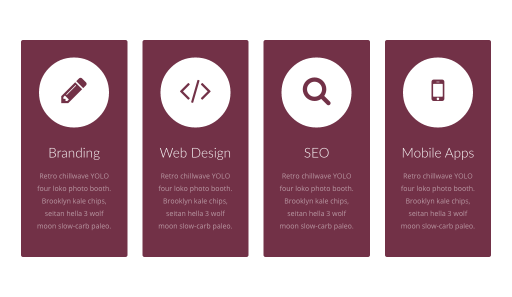 Branding
Retro chillwave YOLO
four loko photo booth.
Brooklyn kale chips,
seitan hella 3 wolf
moon slow-carb paleo.
Web Design
Retro chillwave YOLO
four loko photo booth.
Brooklyn kale chips,
seitan hella 3 wolf
moon slow-carb paleo.
SEO
Retro chillwave YOLO
four loko photo booth.
Brooklyn kale chips,
seitan hella 3 wolf
moon slow-carb paleo.
Mobile Apps
Retro chillwave YOLO
four loko photo booth.
Brooklyn kale chips,
seitan hella 3 wolf
moon slow-carb paleo.